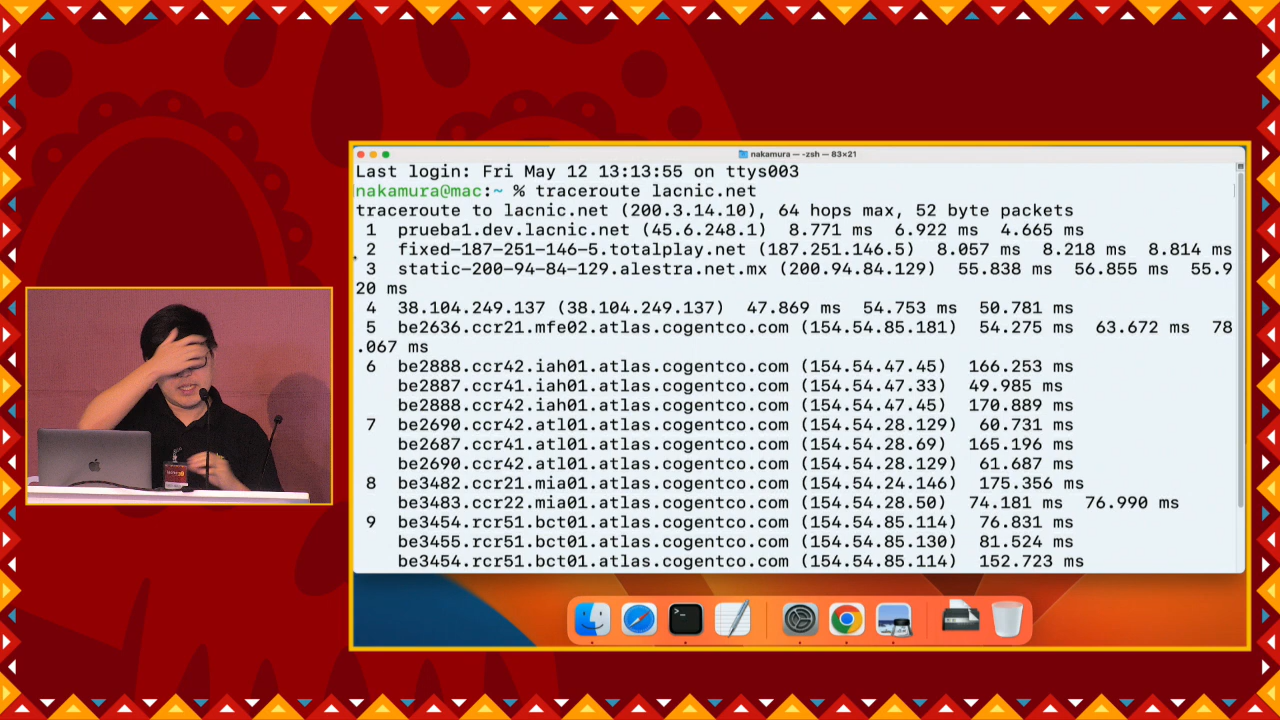 nakamura — -zsh — 83×21
Last login: Fri May 12 13:13:55 on ttys003
nakamura@mac:~ % traceroute lacnic.net
traceroute to lacnic.net (200.3.14.10), 64 hops max, 52 byte packets
1 prueba1.dev.lacnic.net (45.6.248.1) 8.771 ms 6.922 ms 4.665 ms
2 fixed-187-251-146-5.totalplay.net (187.251.146.5) 8.057 ms 8.218 ms 8.814 ms
3 static-200-94-84-129.alestra.net.mx (200.94.84.129) 55.838 ms 56.855 ms 55.9
20 ms
4 38.104.249.137 (38.104.249.137) 47.869 ms 54.753 ms 50.781 ms
5 be2636.ccr21.mfe02.atlas.cogentco.com (154.54.85.181) 54.275 ms 63.672 ms 78
.067 ms
6 be2888.ccr42.iah01.atlas.cogentco.com (154.54.47.45) 166.253 ms
be2887.ccr41.iah01.atlas.cogentco.com (154.54.47.33) 49.985 ms
be2888.ccr42.iah01.atlas.cogentco.com (154.54.47.45) 170.889 ms
7 be2690.ccr42.atl01.atlas.cogentco.com (154.54.28.129) 60.731 ms
be2687.ccr41.atl01.atlas.cogentco.com (154.54.28.69) 165.196 ms
be2690.ccr42.atl01.atlas.cogentco.com (154.54.28.129) 61.687 ms
8 be3482.ccr21.mia01.atlas.cogentco.com (154.54.24.146) 175.356 ms
be3483.ccr22.mia01.atlas.cogentco.com (154.54.28.50) 74.181 ms 76.990 ms
9 be3454.rcr51.bct01.atlas.cogentco.com (154.54.85.114) 76.831 ms
be3455.rcr51.bct01.atlas.cogentco.com (154.54.85.130) 81.524 ms
be3454.rcr51.bct01.atlas.cogentco.com (154.54.85.114) 152.723 ms